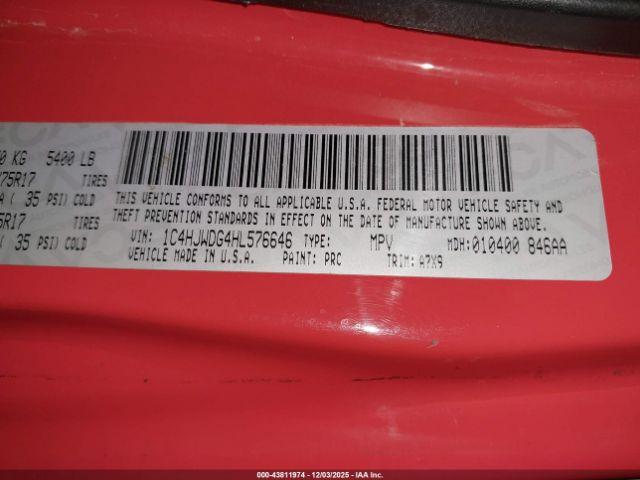 0 KG 5400 LB
75R17 TIRES
A ( 35 PSI) COLD
5R17 TIRES
( 35 PSI) COLD
THIS VEHICLE CONFORMS TO ALL APPLICABLE U.S.A. FEDERAL MOTOR VEHICLE SAFETY AND
THEFT PREVENTION STANDARDS IN EFFECT ON THE DATE OF MANUFACTURE SHOWN ABOVE.
VIN: 1C4HJWDG4HL576646 TYPE: MPV MDH: 010400 846AA
VEHICLE MADE IN U.S.A. PAINT: PRC TRIM: A7X9
000-43811974 | 12/03/2025 | IAA Inc.